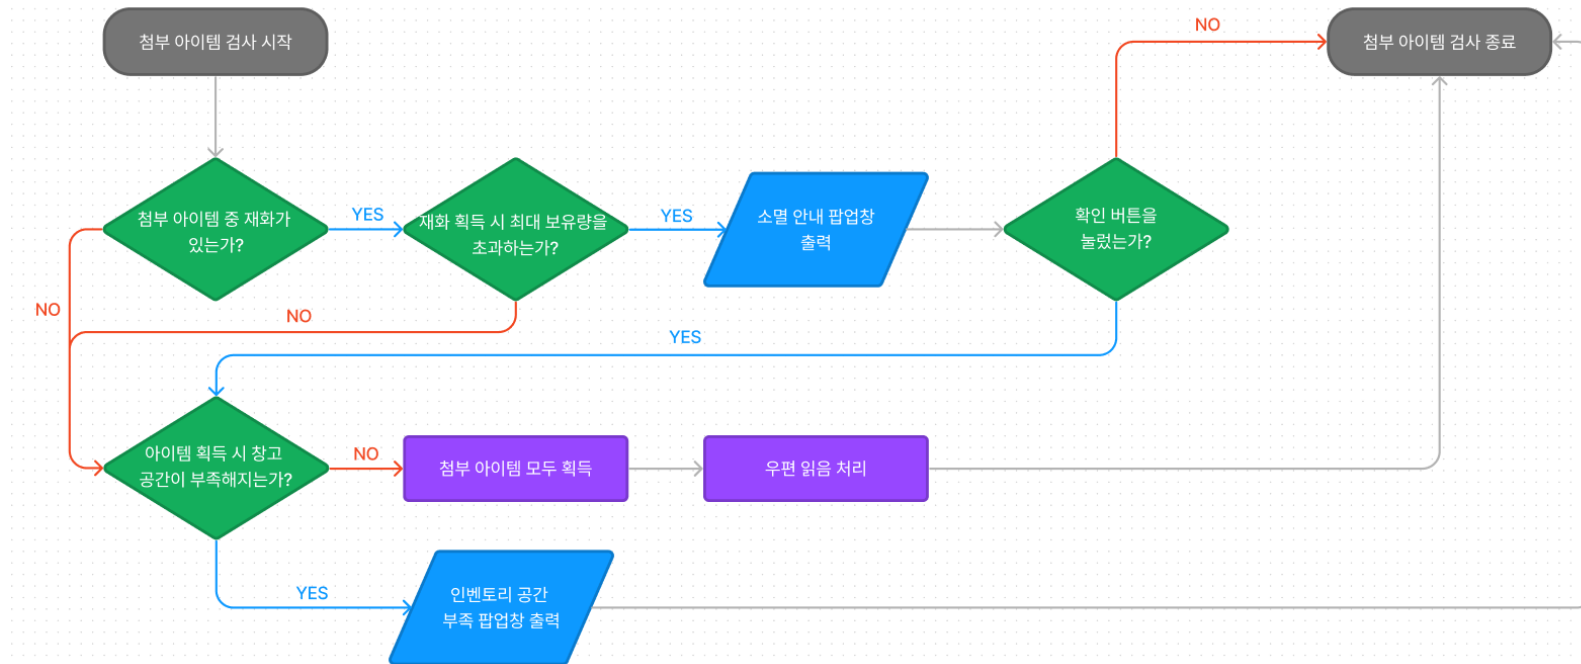 첨부 아이템 검사 시작
NO
첨부 아이템 검사 종료
첨부 아이템 중 재화가
있는가?
YES
재화 획득 시 최대 보유량을
초과하는가?
YES
소멸 안내 팝업창
출력
확인 버튼을
눌렀는가?
NO
NO
YES
아이템 획득 시 창고
공간이 부족해지는가?
NO
첨부 아이템 모두 획득
우편 읽음 처리
YES
인벤토리 공간
부족 팝업창 출력